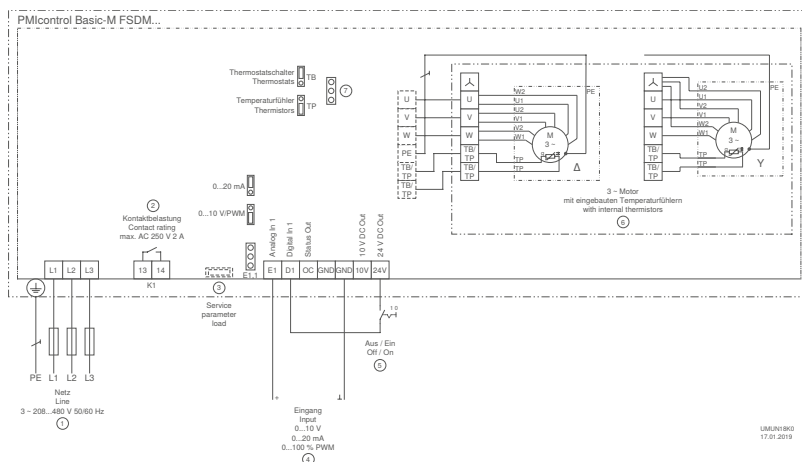 PMIcontrol Basic-M FSDM...
Thermostatschalter
Thermostats
TB
Temperaturfühler
Thermistors
TP
7
U
V
W
PE
TB/
TP
TB/
TP
U
V
W
TB/
TP
TB/
TP
W2
U1
U2
V1
V2
W1
TP
TP
PE
M
3 ~
Δ
U
V
W
TB/
TP
TB/
TP
U2
U1
V2
V1
W2
W1
TP
TP
PE
M
3 ~
Y
3 ~ Motor
mit eingebauten Temperaturfühlern
with internal thermistors
6
0...20 mA
0...10 V/PWM
E1.1
2
Kontaktbelastung
Contact rating
max. AC 250 V 2 A
Analog In 1
Digital In 1
Status Out
10 V DC Out
24 V DC Out
L1 L2 L3
13 14
K1
E1 D1 OC GND GND 10V 24V
3
Service
parameter
load
1 0
Aus / Ein
Off / On
5
PE L1 L2 L3
Netz
Line
3 ~ 208...480 V 50/60 Hz
1
+
⊥
Eingang
Input
0...10 V
0...20 mA
0...100 % PWM
4
UMUN18K0
17.01.2019